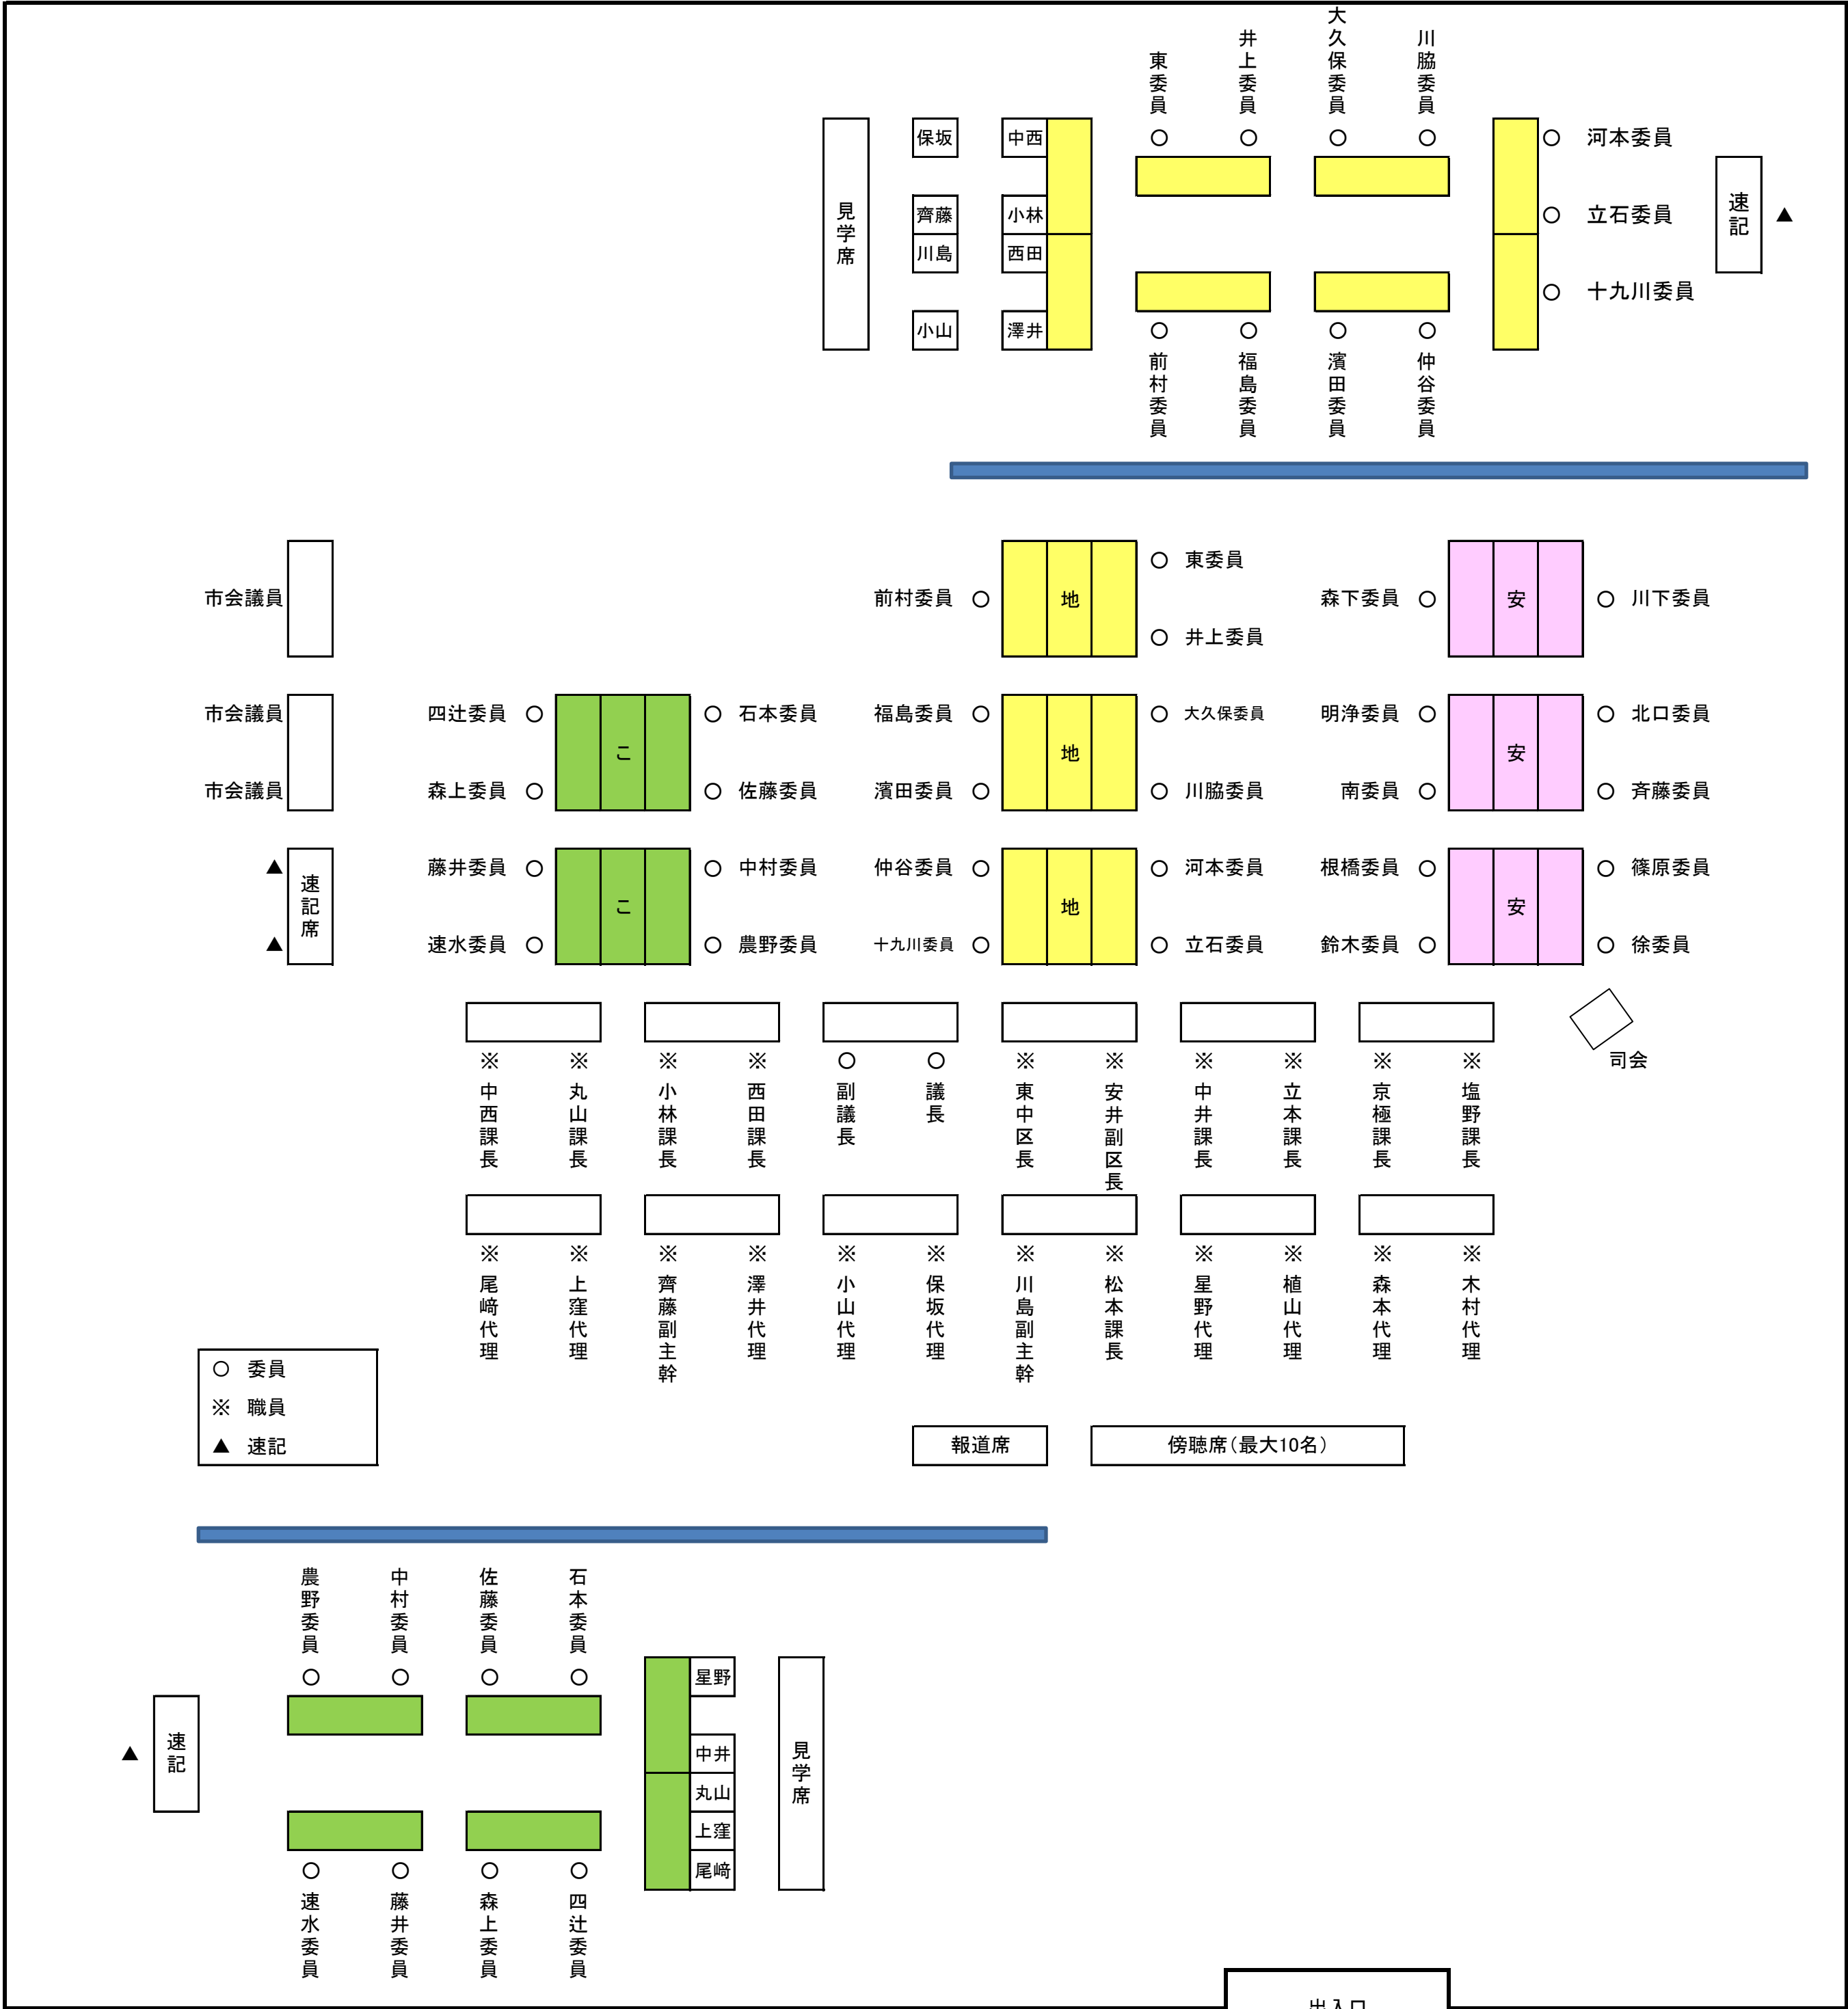 東委員
井上委員
大久保委員
川脇委員
見学席
保坂
齊藤
川島
小山
中西
小林
西田
澤井
○ ○ ○ ○
○ 河本委員
○ 立石委員
○ 十九川委員
速記 ▲
○ ○ ○ ○
前村委員
福島委員
濱田委員
仲谷委員
市会議員
前村委員 ○ 地 ○ 東委員
○ 井上委員
森下委員 ○ 安 ○ 川下委員
市会議員
市会議員
四辻委員 ○ こ ○ 石本委員
森上委員 ○ ○ 佐藤委員
福島委員 ○ 地 ○ 大久保委員
濱田委員 ○ ○ 川脇委員
明浄委員 ○ 安 ○ 北口委員
南委員 ○ ○ 斉藤委員
▲ 速記席
▲
藤井委員 ○ こ ○ 中村委員
速水委員 ○ ○ 農野委員
仲谷委員 ○ 地 ○ 河本委員
十九川委員 ○ ○ 立石委員
根橋委員 ○ 安 ○ 篠原委員
鈴木委員 ○ ○ 徐委員
司会
※中西課長
※丸山課長
※小林課長
※西田課長
○副議長
○議長
※東中区長
※安井副区長
※中井課長
※立本課長
※京極課長
※塩野課長
※尾﨑代理
※上窪代理
※齊藤副主幹
※澤井代理
※小山代理
※保坂代理
※川島副主幹
※松本課長
※星野代理
※植山代理
※森本代理
※木村代理
○ 委員
※ 職員
▲ 速記
報道席
傍聴席(最大10名)
農野委員
中村委員
佐藤委員
石本委員
○ ○ ○ ○
▲ 速記
星野
中井
丸山
上窪
尾﨑
見学席
○ ○ ○ ○
速水委員
藤井委員
森上委員
四辻委員
出入口